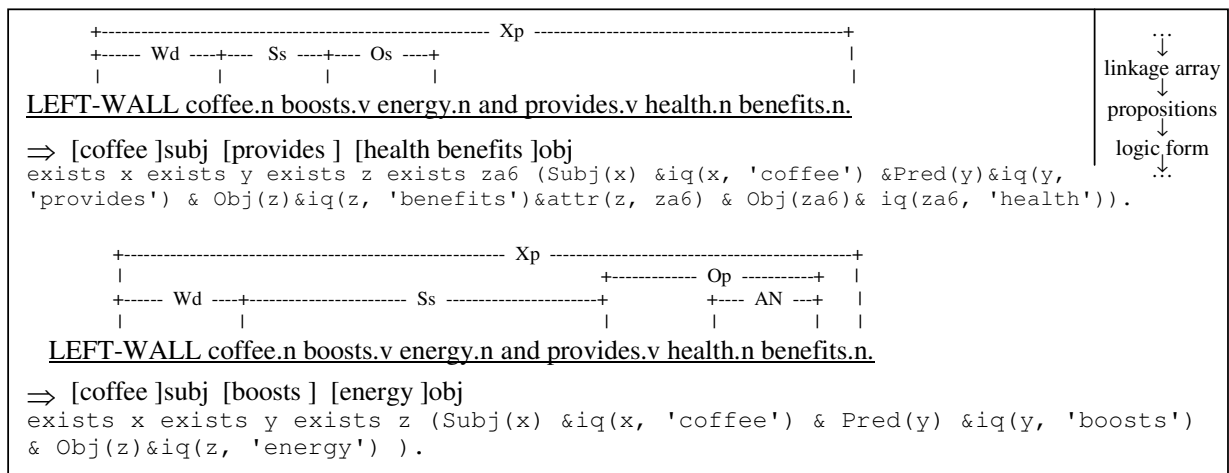 +------------------------------------------------------ Xp -----------------------------------------------+
+------ Wd ----+---- Ss ----+---- Os ----+ |
| | | | |
LEFT-WALL coffee.n boosts.v energy.n and provides.v health.n benefits.n.
⇒ [coffee ]subj [provides ] [health benefits ]obj
exists x exists y exists z exists za6 (Subj(x) &iq(x, 'coffee') &Pred(y)&iq(y,
'provides') & Obj(z)&iq(z, 'benefits')&attr(z, za6) & Obj(za6)& iq(za6, 'health')).
…
↓
linkage array
↓
propositions
↓
logic form
↓
…
+---------------------------------------------------- Xp ----------------------------------------------+
| +------------- Op -----------+ |
+------ Wd ----+------------------------ Ss -----------------------+ +---- AN ---+ |
| | | | | |
LEFT-WALL coffee.n boosts.v energy.n and provides.v health.n benefits.n.
⇒ [coffee ]subj [boosts ] [energy ]obj
exists x exists y exists z (Subj(x) &iq(x, 'coffee') & Pred(y) &iq(y, 'boosts')
& Obj(z)&iq(z, 'energy') ).